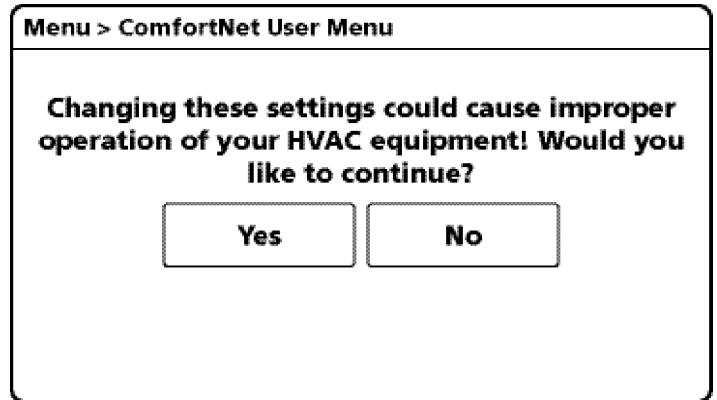 Menu > ComfortNet User Menu
Changing these settings could cause improper
operation of your HVAC equipment! Would you
like to continue?
Yes No